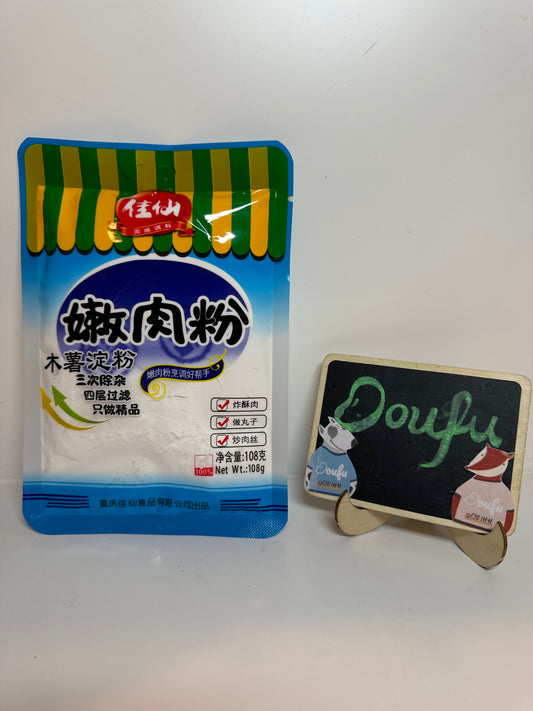 佳仙
嫩肉粉
木薯淀粉
嫩肉粉烹调好帮手
三次除杂
四层过滤
只做精品
炸酥肉
做丸子
炒肉丝
净含量:108克
100%
Net Wt.:108g
重庆佳仙食品有限公司出品
Doufu
Doufu
Doufu